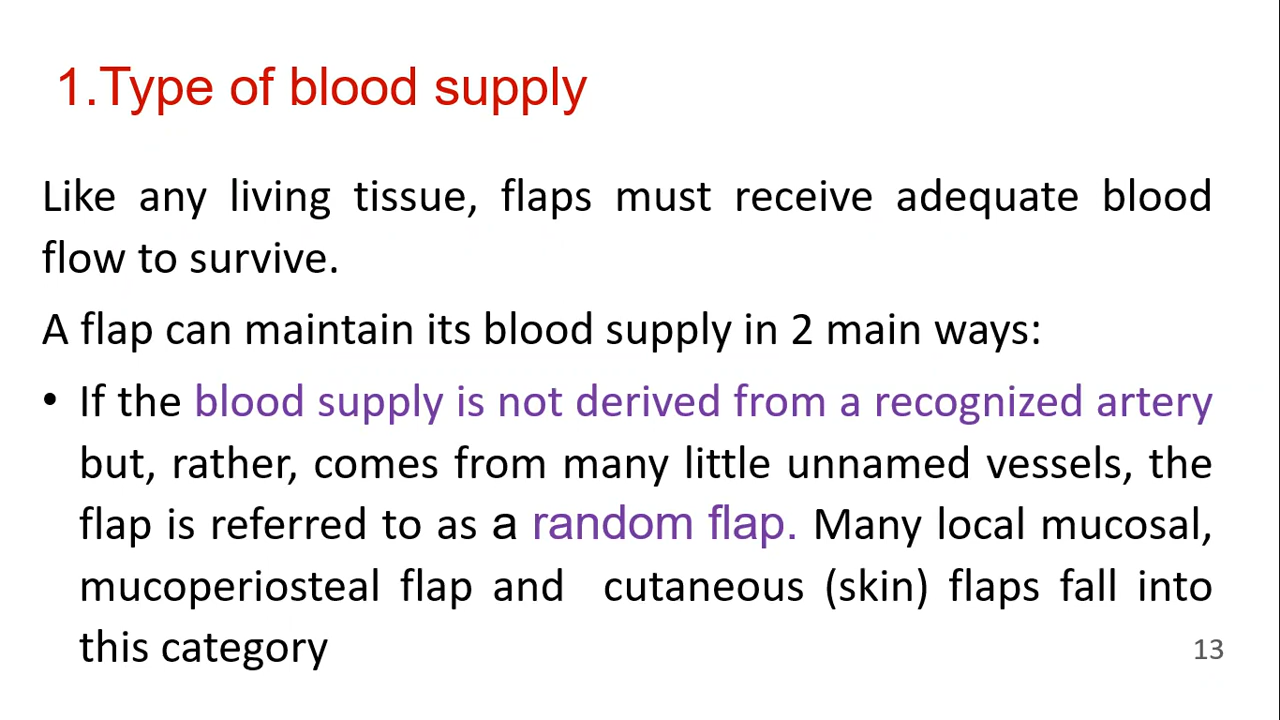 1.Type of blood supply
Like any living tissue, flaps must receive adequate blood
flow to survive.
A flap can maintain its blood supply in 2 main ways:
• If the blood supply is not derived from a recognized artery
but, rather, comes from many little unnamed vessels, the
flap is referred to as a random flap. Many local mucosal,
mucoperiosteal flap and cutaneous (skin) flaps fall into
this category
13